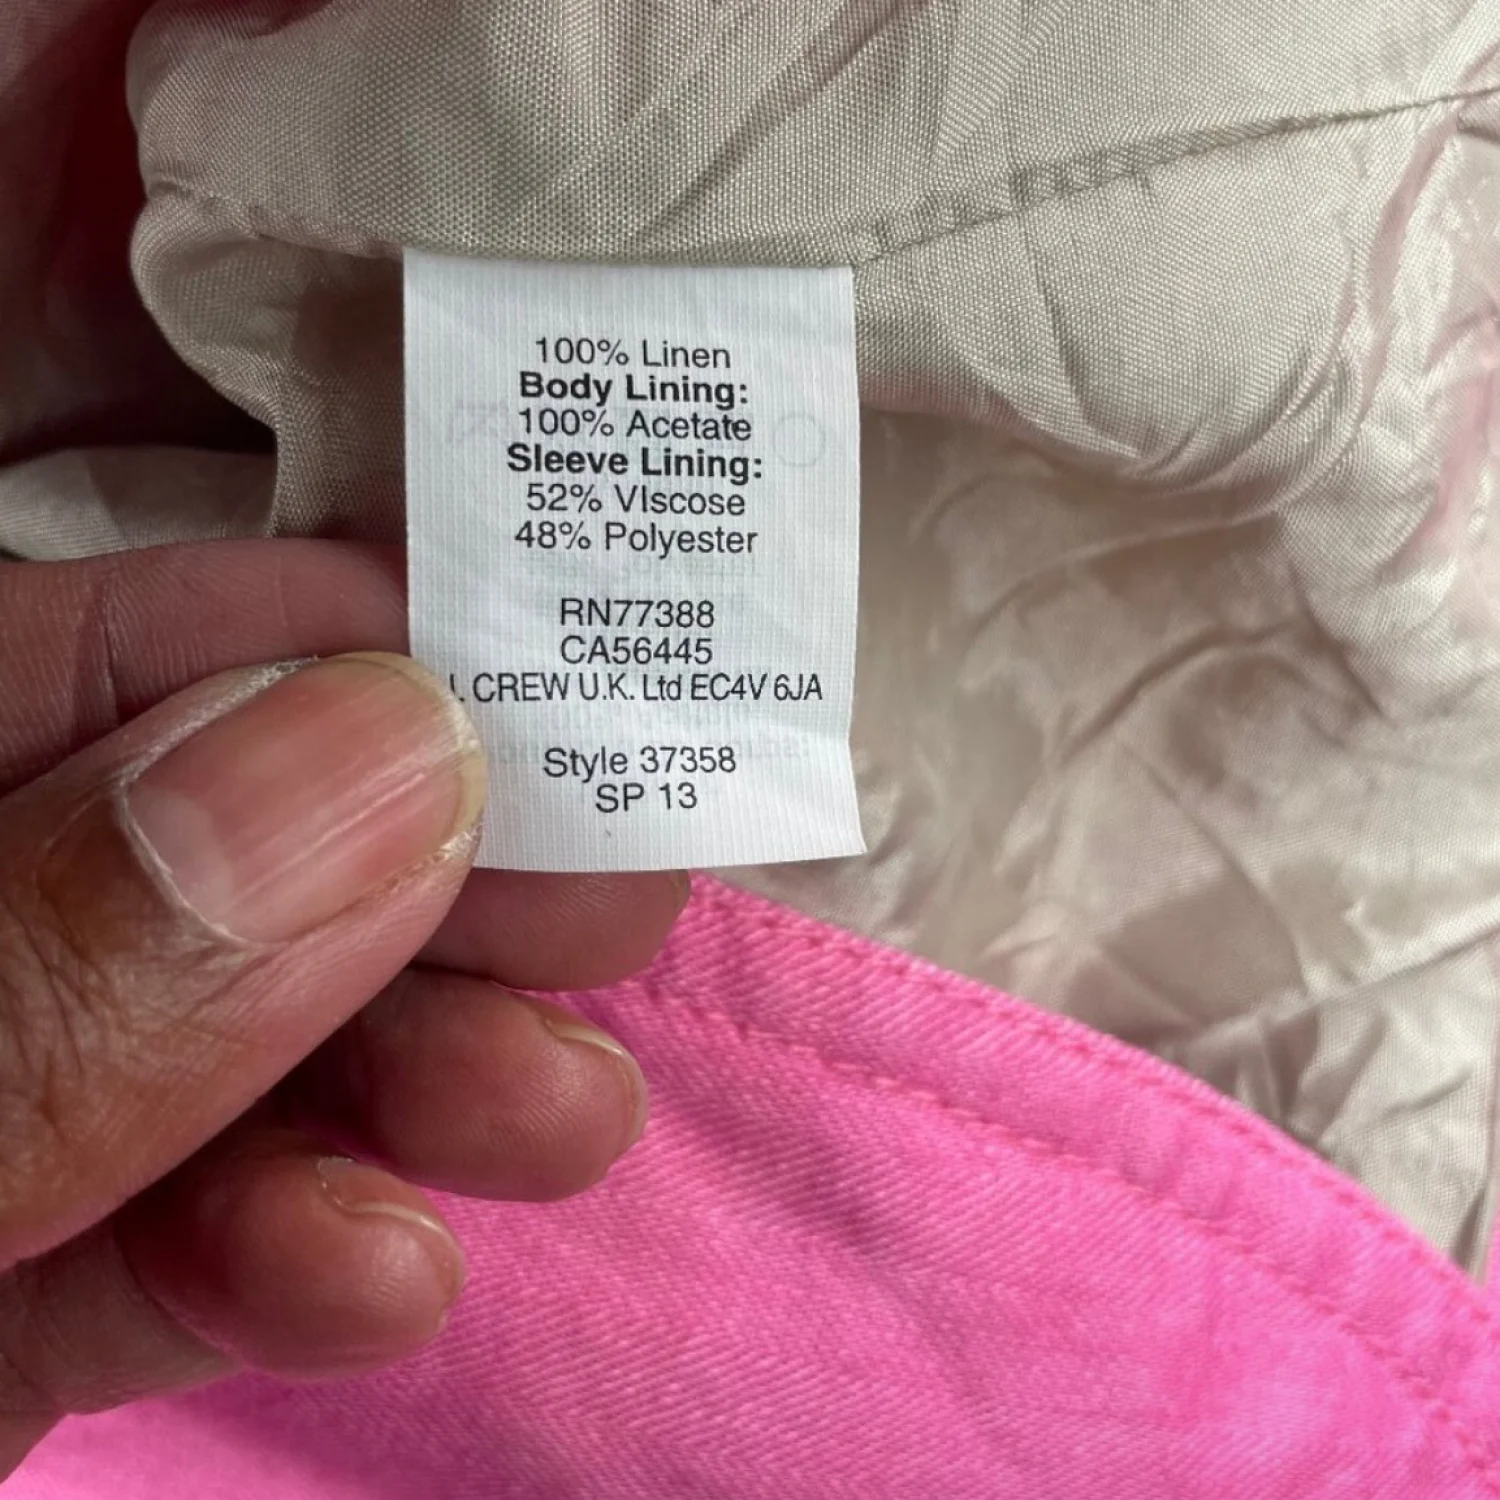 100% Linen
Body Lining:
100% Acetate
Sleeve Lining:
52% VIscose
48% Polyester
RN77388
CA56445
J. CREW U.K. Ltd EC4V 6JA
Style 37358
SP 13